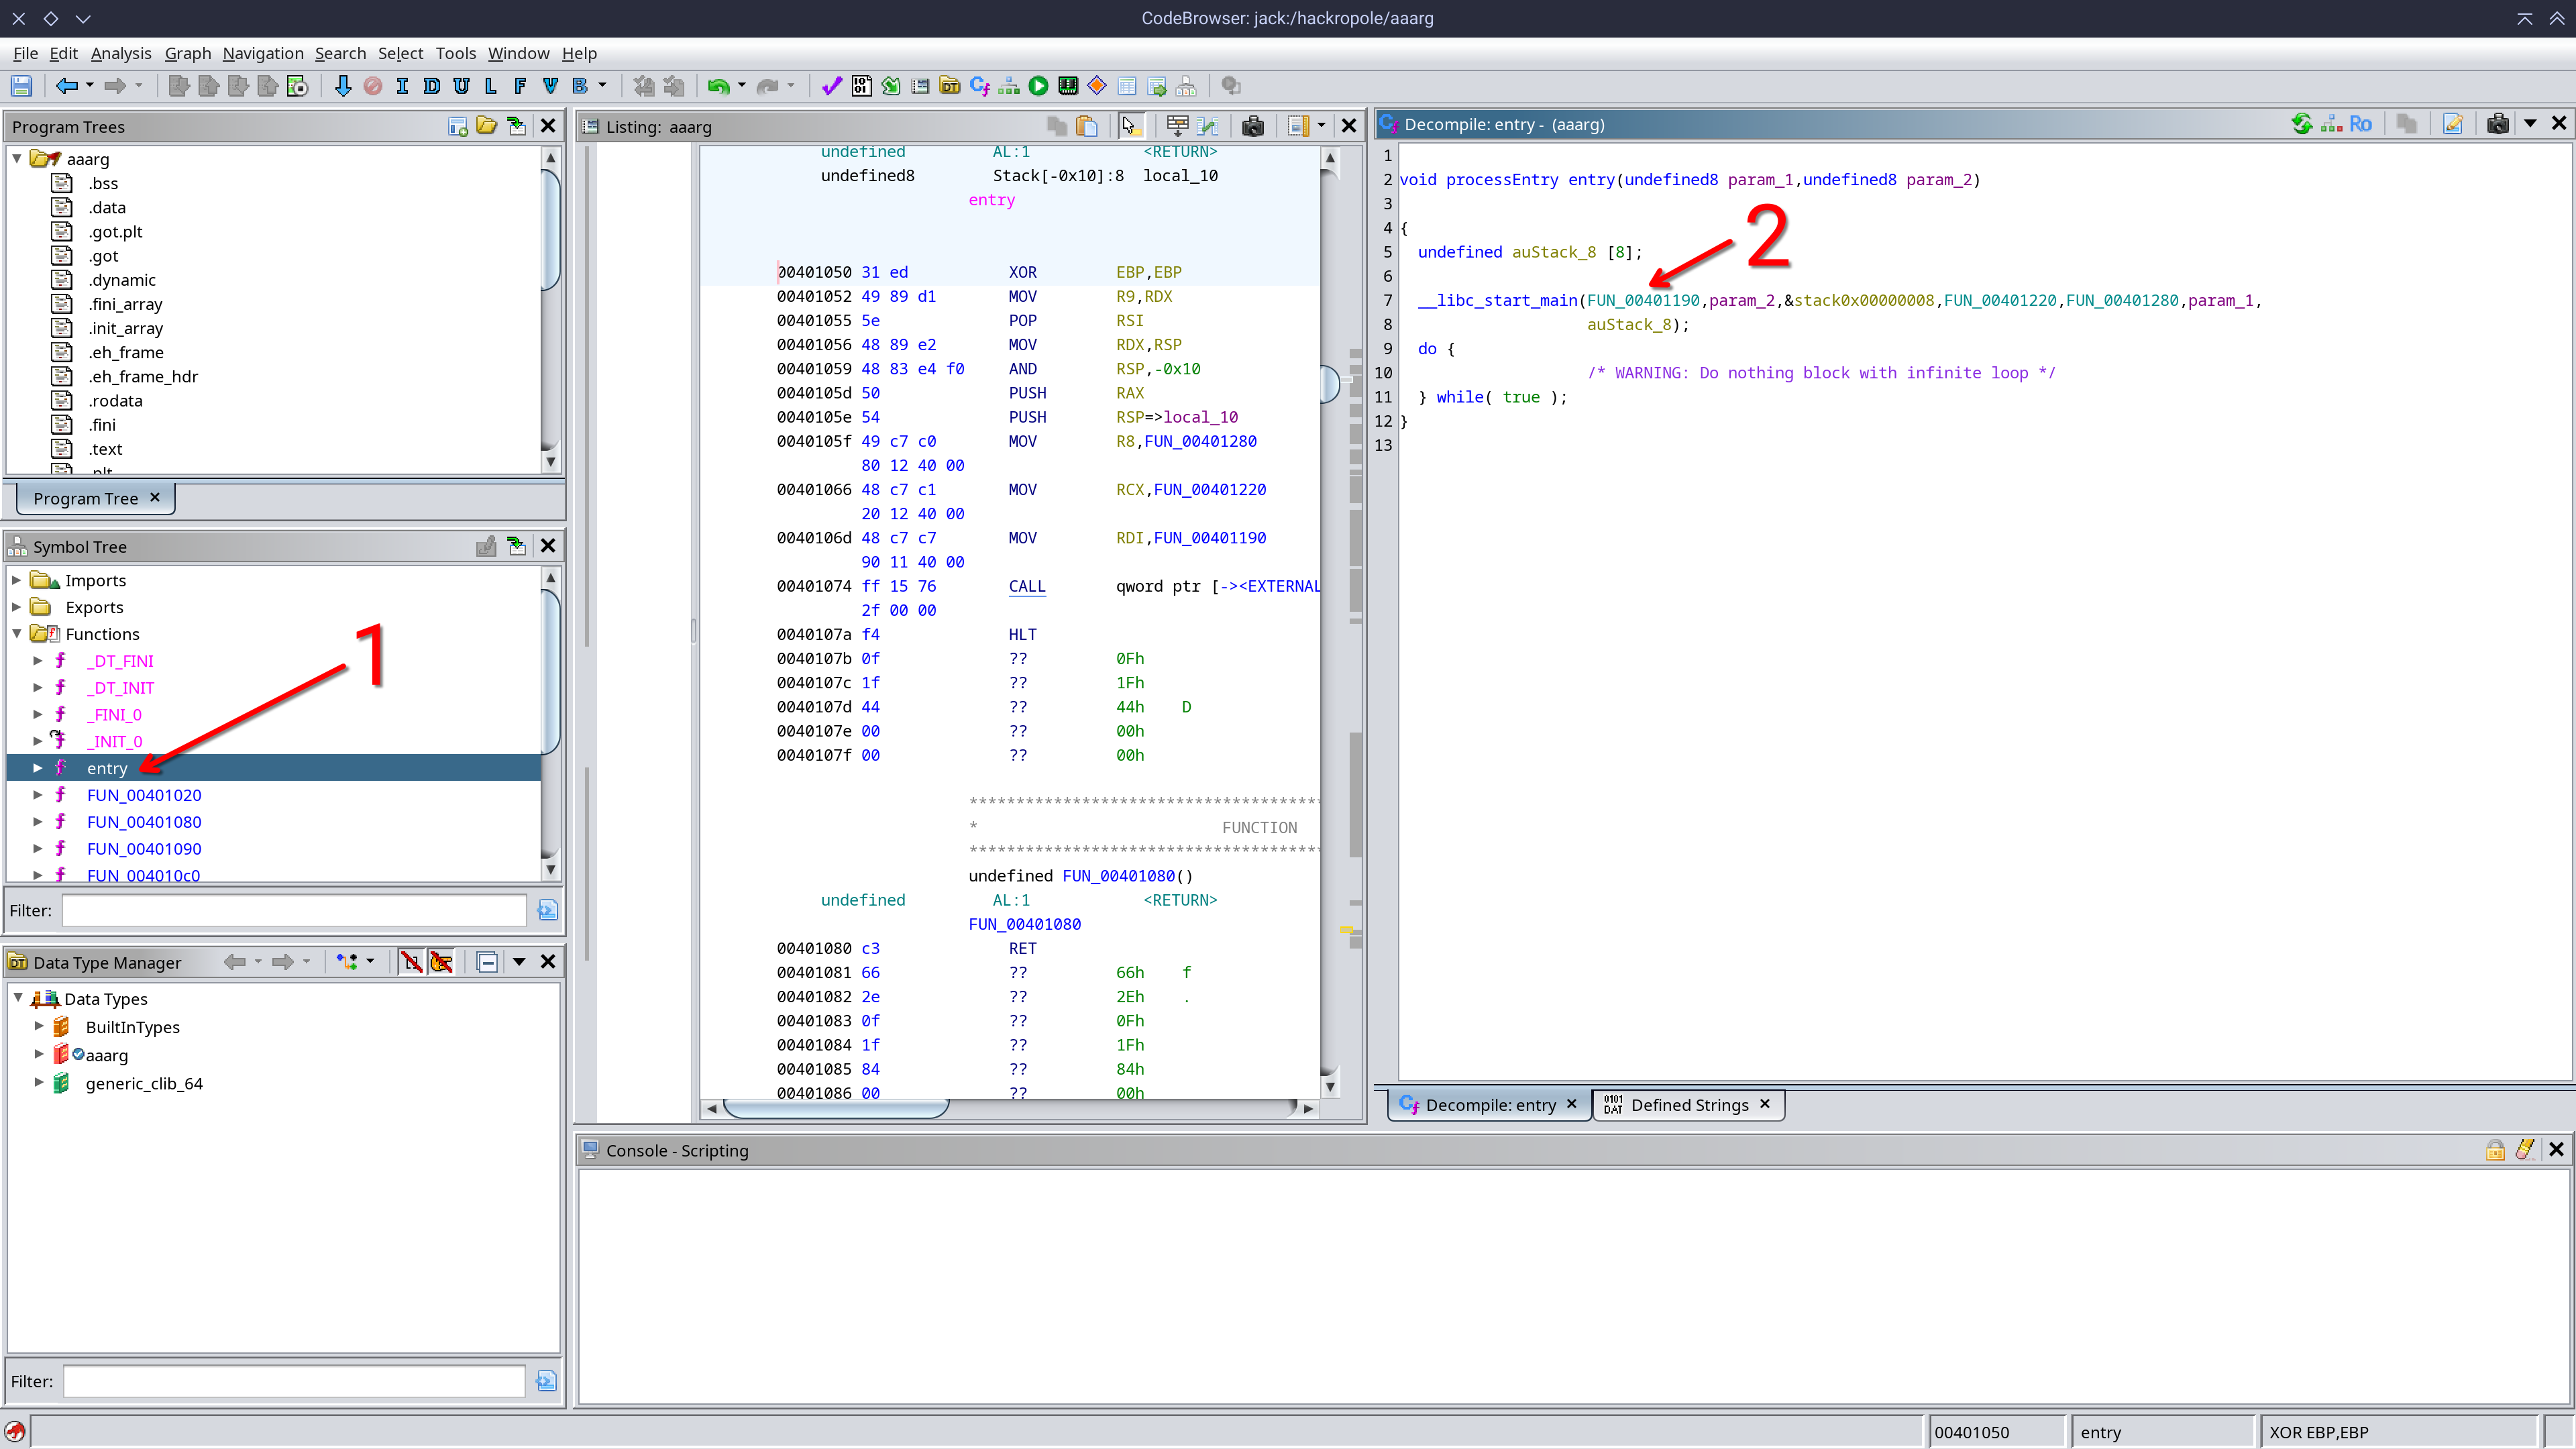 CodeBrowser: jack:/hackropole/aaarg
File Edit Analysis Graph Navigation Search Select Tools Window Help
I D U L F V B
Program Trees
aaarg
.bss
.data
.got.plt
.got
.dynamic
.fini_array
.init_array
.eh_frame
.eh_frame_hdr
.rodata
.fini
.text
.plt
Program Tree
Symbol Tree
Imports
Exports
Functions
_DT_FINI
_DT_INIT
_FINI_0
_INIT_0
entry
1
FUN_00401020
FUN_00401080
FUN_00401090
FUN_004010c0
Filter:
Data Type Manager
Data Types
BuiltInTypes
aaarg
generic_clib_64
Filter:
Listing: aaarg
undefined AL:1 <RETURN>
undefined8 Stack[-0x10]:8 local_10
entry
00401050 31 ed XOR EBP,EBP
00401052 49 89 d1 MOV R9,RDX
00401055 5e POP RSI
00401056 48 89 e2 MOV RDX,RSP
00401059 48 83 e4 f0 AND RSP,-0x10
0040105d 50 PUSH RAX
0040105e 54 PUSH RSP=>local_10
0040105f 49 c7 c0 MOV R8,FUN_00401280
80 12 40 00
00401066 48 c7 c1 MOV RCX,FUN_00401220
20 12 40 00
0040106d 48 c7 c7 MOV RDI,FUN_00401190
90 11 40 00
00401074 ff 15 76 CALL qword ptr [-><EXTERNAL
2f 00 00
0040107a f4 HLT
0040107b 0f ?? 0Fh
0040107c 1f ?? 1Fh
0040107d 44 ?? 44h D
0040107e 00 ?? 00h
0040107f 00 ?? 00h
**************************************
* FUNCTION
**************************************
undefined FUN_00401080()
undefined AL:1 <RETURN>
FUN_00401080
00401080 c3 RET
00401081 66 ?? 66h f
00401082 2e ?? 2Eh .
00401083 0f ?? 0Fh
00401084 1f ?? 1Fh
00401085 84 ?? 84h
00401086 00 ?? 00h
Decompile: entry - (aaarg)
Ro
1
2 void processEntry entry(undefined8 param_1,undefined8 param_2)
3
4 {
5 undefined auStack_8 [8];
2
6
7 __libc_start_main(FUN_00401190,param_2,&stack0x00000008,FUN_00401220,FUN_00401280,param_1,
8 auStack_8);
9 do {
10 /* WARNING: Do nothing block with infinite loop */
11 } while( true );
12 }
13
Decompile: entry
Defined Strings
Console - Scripting
00401050 entry XOR EBP,EBP